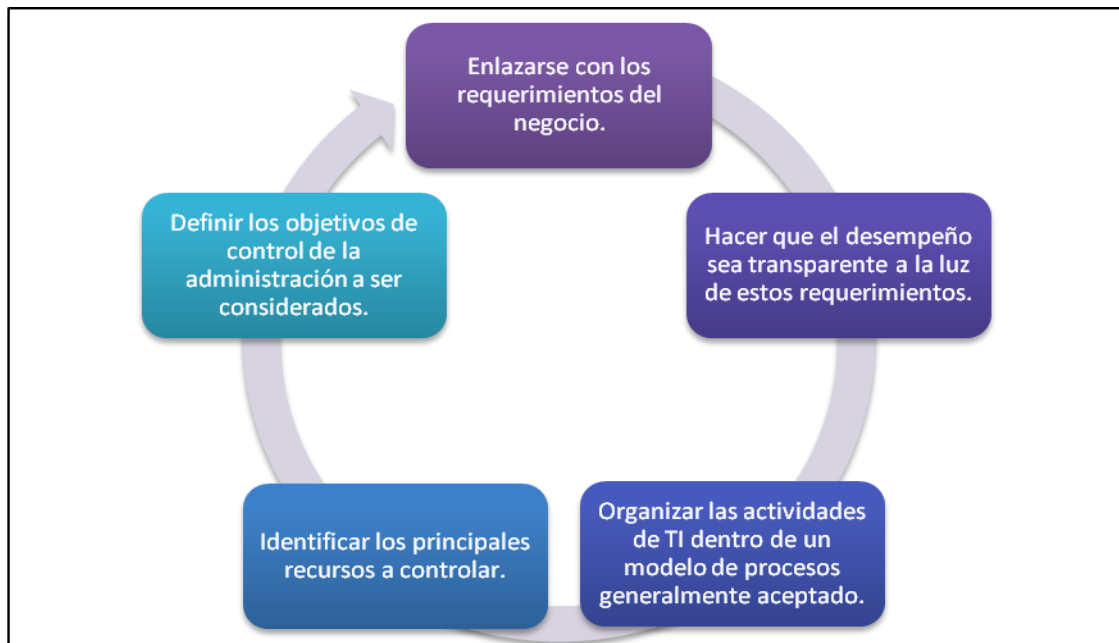 Enlazarse con los
requerimientos del
negocio.
Hacer que el desempeño
sea transparente a la luz
de estos requerimientos.
Organizar las actividades
de TI dentro de un
modelo de procesos
generalmente aceptado.
Identificar los principales
recursos a controlar.
Definir los objetivos de
control de la
administración a ser
considerados.